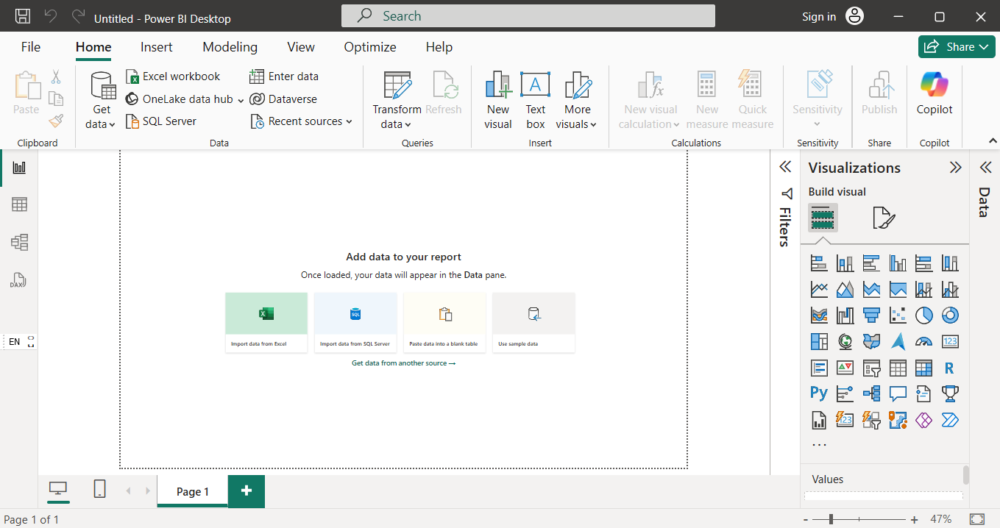 Untitled - Power BI Desktop
Search
Sign in
File Home Insert Modeling View Optimize Help
Share
Paste
Clipboard
Get data
Excel workbook
OneLake data hub
SQL Server
Enter data
Dataverse
Recent sources
Data
Transform data
Refresh
Queries
New visual
Text box
More visuals
Insert
New visual calculation
New measure
Quick measure
Calculations
Sensitivity
Sensitivity
Publish
Share
Copilot
Copilot
DAX
EN
Add data to your report
Once loaded, your data will appear in the Data pane.
SQL
Import data from Excel
Import data from SQL Server
Paste data into a blank table
Use sample data
Get data from another source →
Filters
Visualizations
Build visual
123
R
Py
123
...
Values
Data
Page 1
+
Page 1 of 1
- + 47%